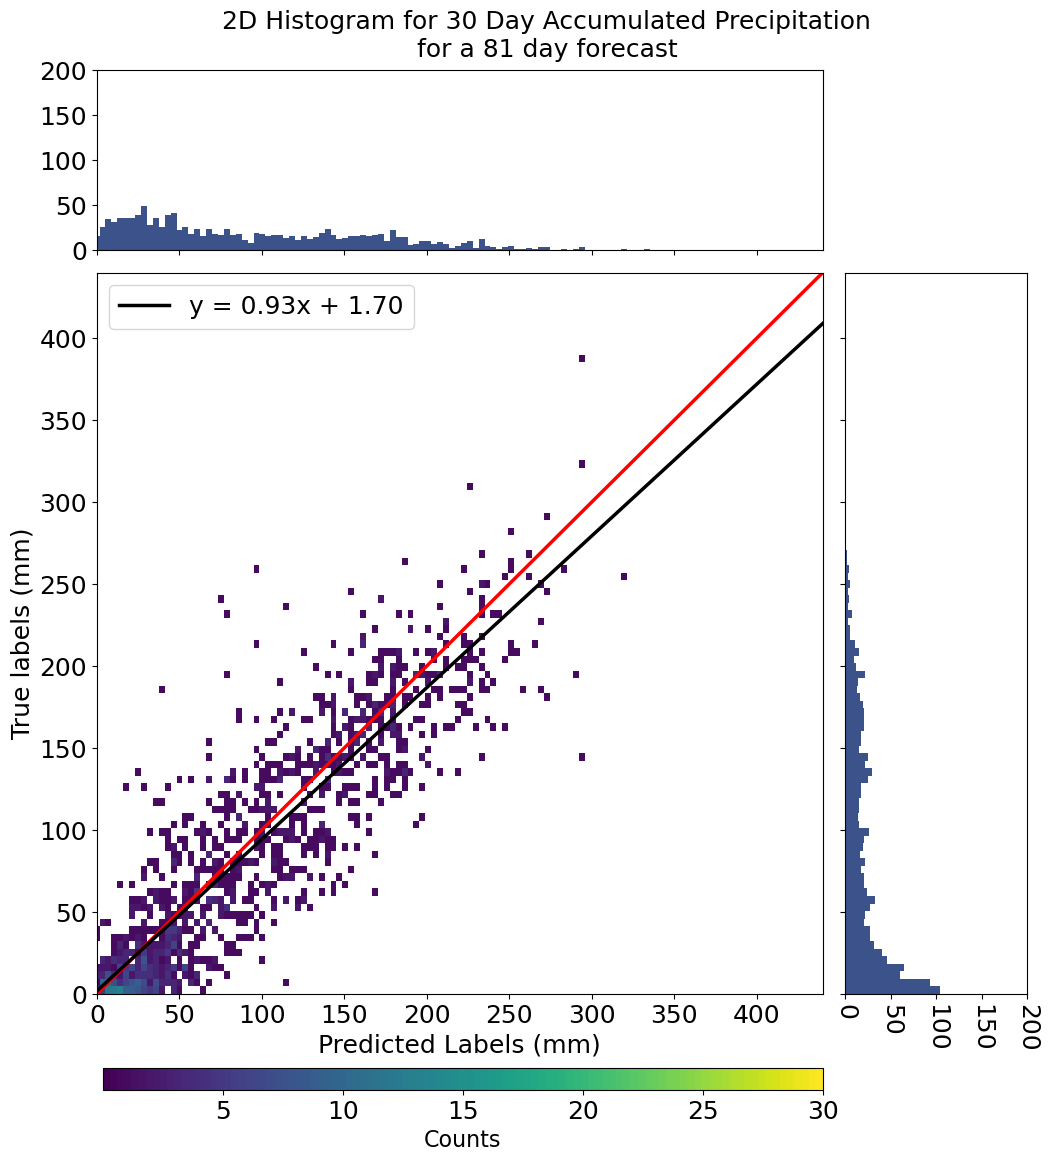 2D Histogram for 30 Day Accumulated Precipitation
for a 81 day forecast
200
150
100
50
0
y = 0.93x + 1.70
True labels (mm)
400
350
300
250
200
150
100
50
0
0 50 100 150 200 250 300 350 400
Predicted Labels (mm)
0 50 100 150 200
5 10 15 20 25 30
Counts